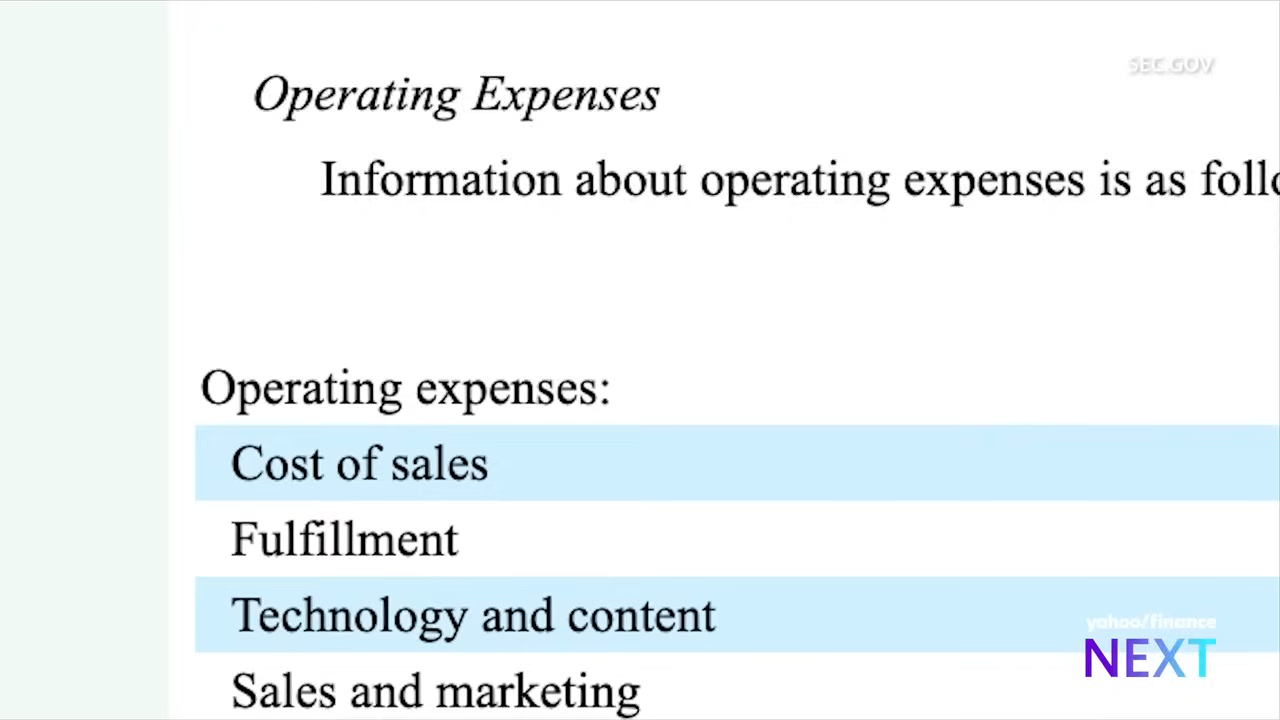 SEC.GOV
Operating Expenses
Information about operating expenses is as follo
Operating expenses:
Cost of sales
Fulfillment
Technology and content
Sales and marketing
yahoo/finance
NEXT